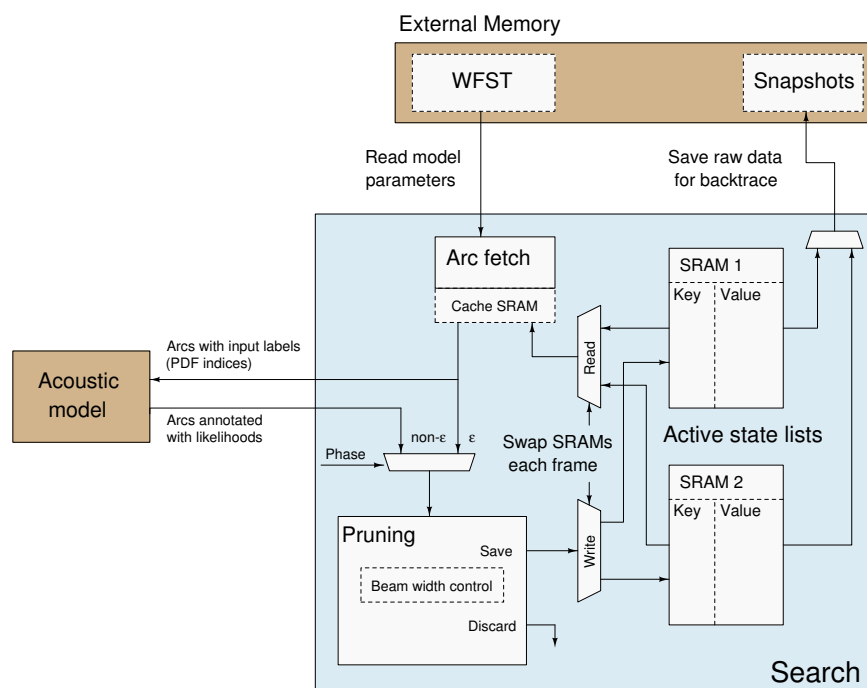 External Memory
WFST
Snapshots
Read model
parameters
Save raw data
for backtrace
Arc fetch
Cache SRAM
SRAM 1
Key
Value
Read
Arcs with input labels
(PDF indices)
Acoustic
model
Arcs annotated
with likelihoods
non-ε
ε
Phase
Swap SRAMs
each frame
Active state lists
SRAM 2
Key
Value
Pruning
Save
Write
Beam width control
Discard
Search